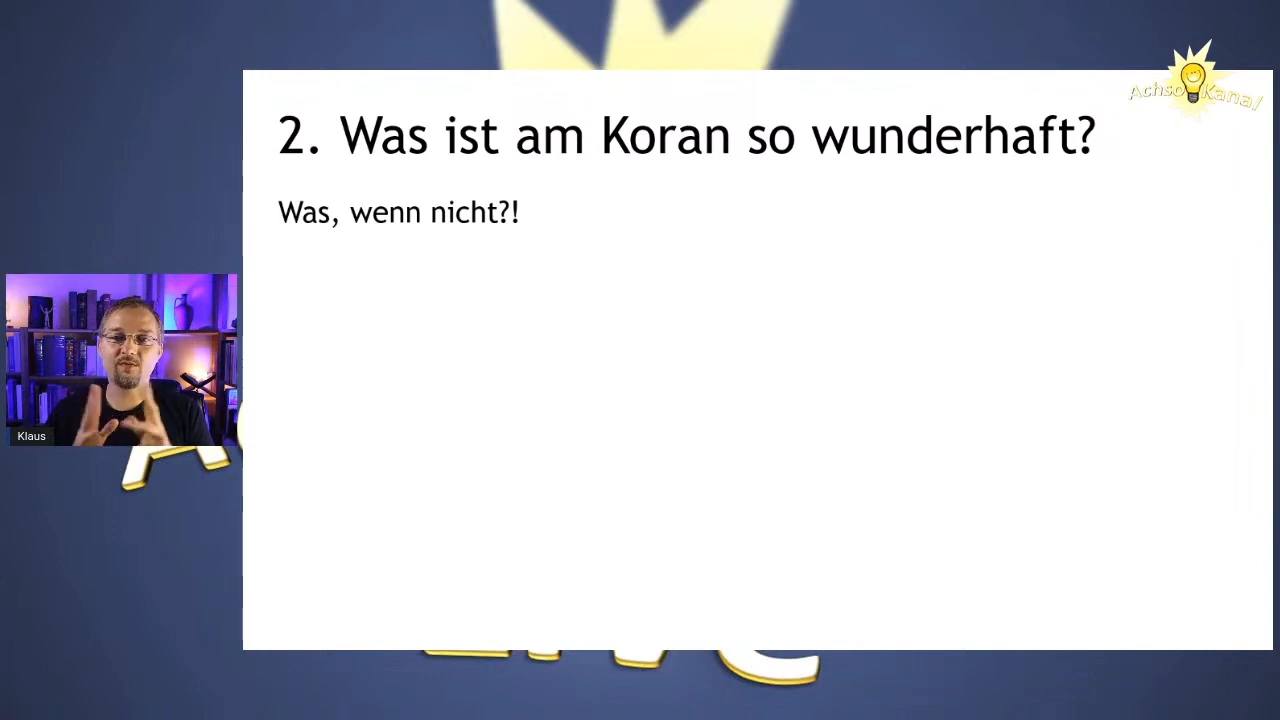 Achso Kanal
2. Was ist am Koran so wunderhaft?
Was, wenn nicht?!
Klaus